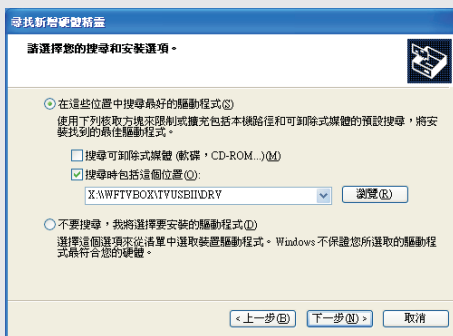 尋找新增硬體精靈
請選擇您的搜尋和安裝選項。
在這些位置中搜尋最好的驅動程式(S)
使用下列核取方塊來限制或擴充包括本機路徑和可卸除式媒體的預設搜尋，將安
裝找到的最佳驅動程式。
搜尋可卸除式媒體 (軟碟，CD-ROM...)(M)
搜尋時包括這個位置(O):
X:\WFTVBOX\TVUSBII\DRV
瀏覽(R)
不要搜尋，我將選擇要安裝的驅動程式(D)
選擇這個選項來從清單中選取裝置驅動程式。Windows 不保證您所選取的驅動程
式最符合您的硬體。
<上一步(B)
下一步(N)>
取消